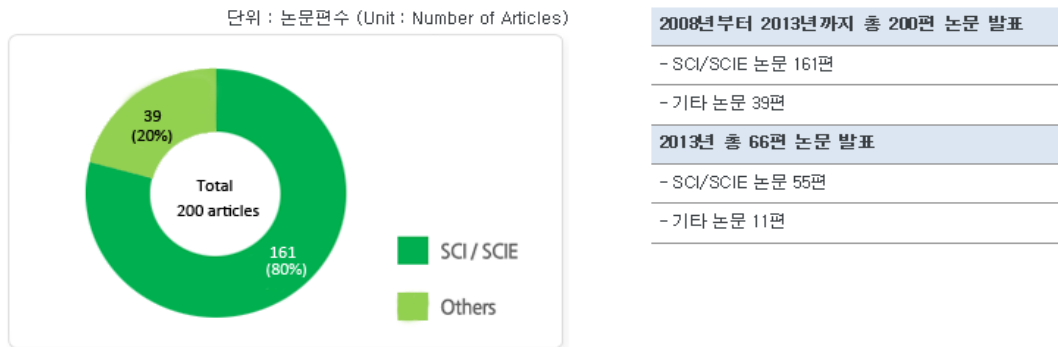 단위 : 논문편수 (Unit : Number of Articles)
39
(20%)
Total
200 articles
161
(80%)
SCI / SCIE
Others
2008년부터 2013년까지 총 200편 논문 발표
- SCI/SCIE 논문 161편
- 기타 논문 39편
2013년 총 66편 논문 발표
- SCI/SCIE 논문 55편
- 기타 논문 11편